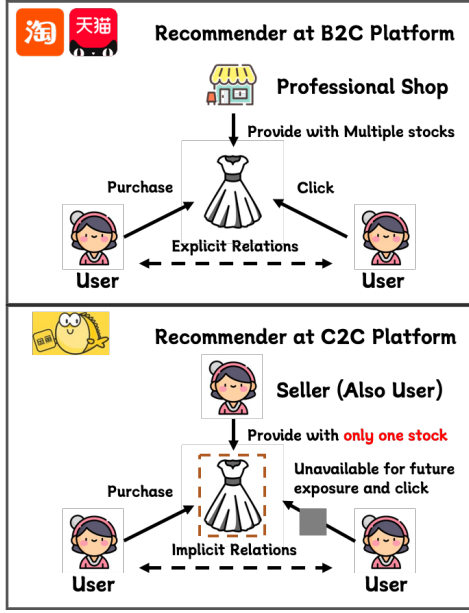 淘
天猫
Recommender at B2C Platform
Professional Shop
Provide with Multiple stocks
Purchase
Click
Explicit Relations
User
User
Recommender at C2C Platform
Seller (Also User)
Provide with only one stock
Unavailable for future
exposure and click
Purchase
Implicit Relations
User
User